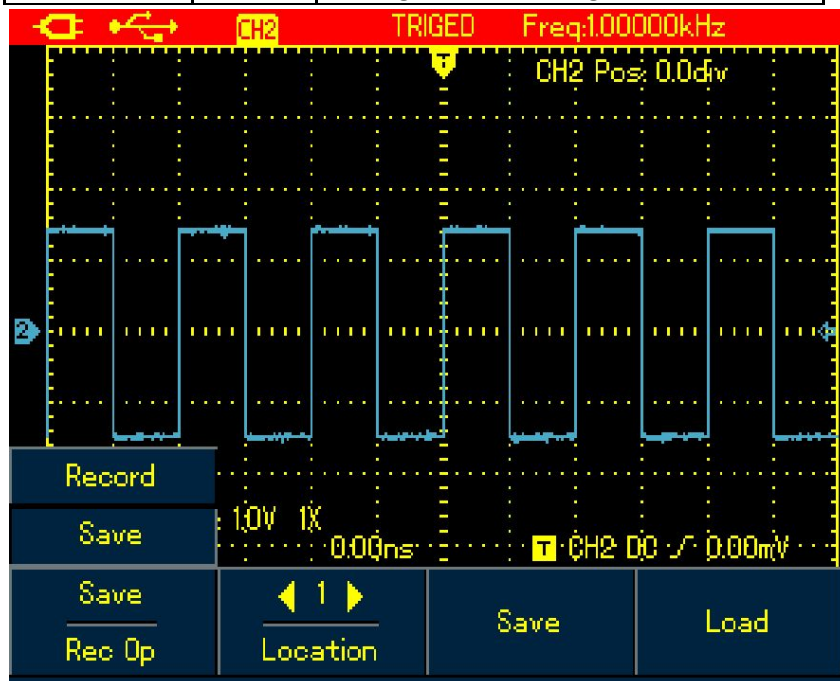 CH2 TRIGED Freq:1.00000kHz
T
CH2 Pos: 0.0div
2
Record
: 1.0V 1X
Save
0.00ns T CH2 DC 0.00mV
Save ◀ 1 ▶ Save Load
Rec Op Location